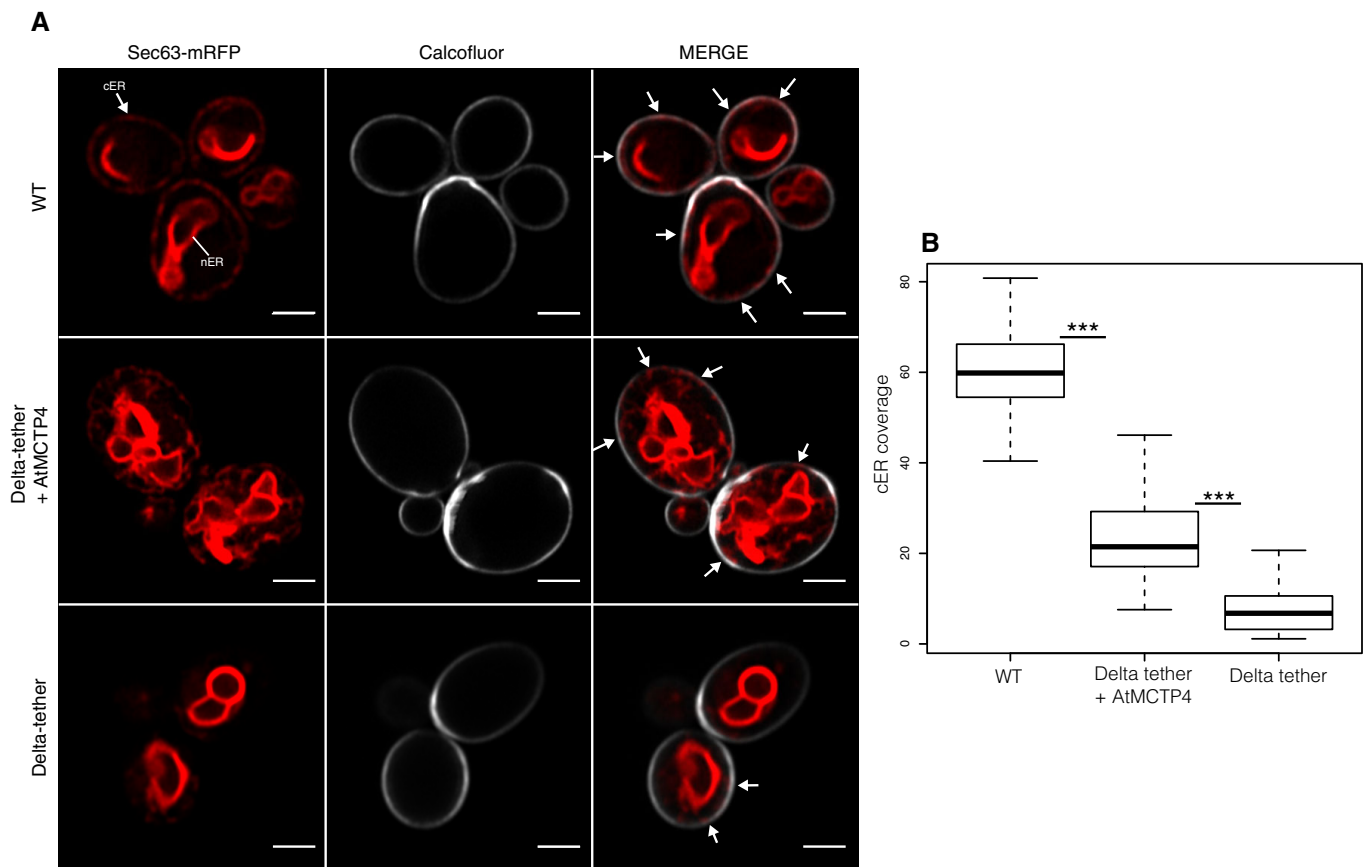 A
Sec63-mRFP
Calcofluor
MERGE
WT
cER
nER
Delta-tether
+ AtMCTP4
Delta-tether
B
cER coverage
80
60
40
20
0
***
***
WT
Delta tether
+ AtMCTP4
Delta tether